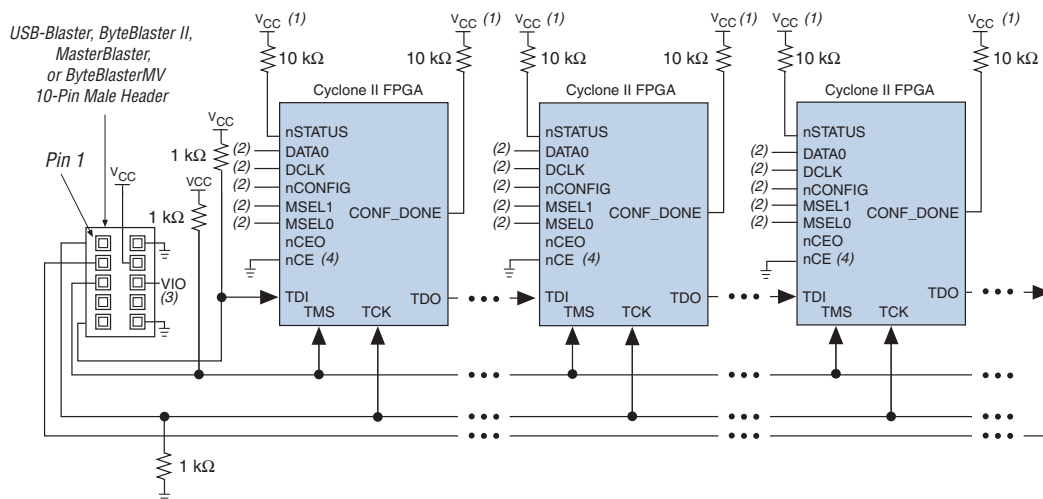 USB-Blaster, ByteBlaster II,
MasterBlaster,
or ByteBlasterMV
10-Pin Male Header
Pin 1
VCC
VCC
1 kΩ
VCC
1 kΩ
VIO
(3)
1 kΩ
VCC (1)
VCC (1)
10 kΩ
10 kΩ
Cyclone II FPGA
nSTATUS
(2) DATA0
(2) DCLK
(2) nCONFIG
(2) MSEL1
(2) MSEL0
CONF_DONE
nCEO
nCE (4)
TDI
TDO
TMS
TCK
VCC (1)
VCC (1)
10 kΩ
10 kΩ
Cyclone II FPGA
nSTATUS
(2) DATA0
(2) DCLK
(2) nCONFIG
(2) MSEL1
(2) MSEL0
CONF_DONE
nCEO
nCE (4)
TDI
TDO
TMS
TCK
VCC (1)
VCC (1)
10 kΩ
10 kΩ
Cyclone II FPGA
nSTATUS
(2) DATA0
(2) DCLK
(2) nCONFIG
(2) MSEL1
(2) MSEL0
CONF_DONE
nCEO
nCE (4)
TDI
TDO
TMS
TCK